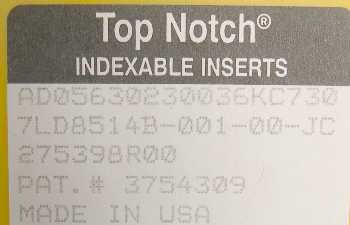 Top Notch®
INDEXABLE INSERTS
AD05630230036KC730
7LD8514B-001-00-JC
275398R00
PAT.# 3754309
MADE IN USA